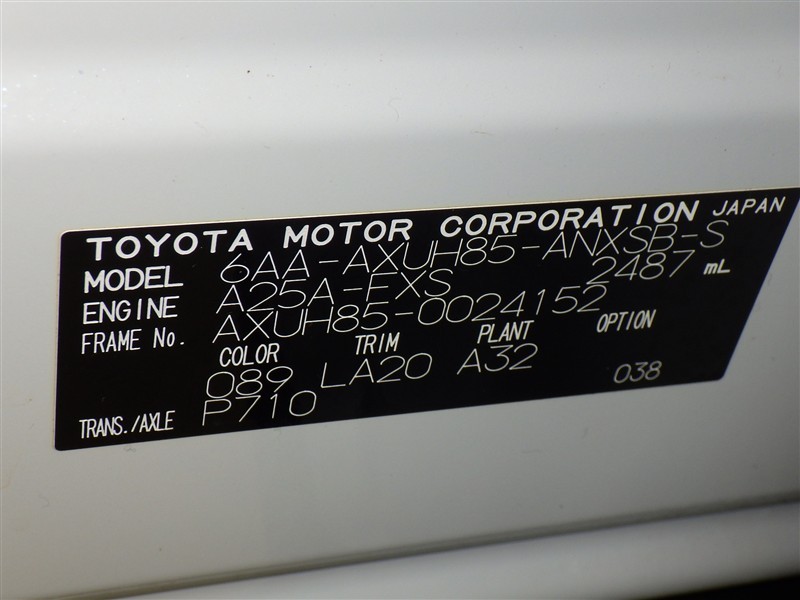 TOYOTA MOTOR CORPORATION JAPAN
MODEL 6AA-AXUH85-ANXSB-S
ENGINE A25A-FXS 2487 mL
FRAME No. AXUH85-0024152
COLOR TRIM PLANT OPTION
089 LA20 A32 038
TRANS./AXLE P710